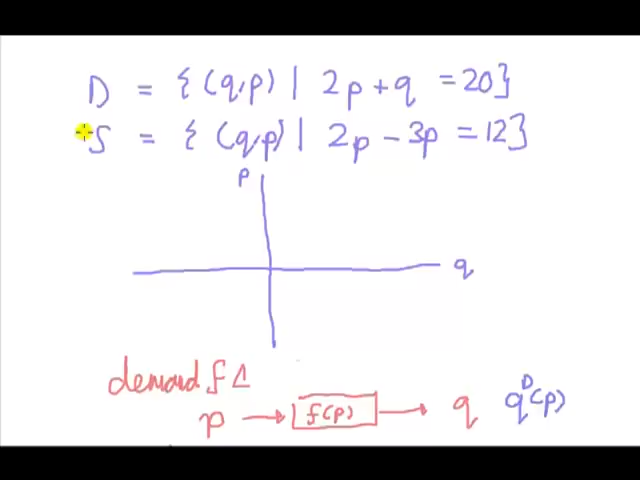 D = {(q,p) | 2p + q = 20}
S = {(q,p) | 2p - 3p = 12}
p
q
demand f Δ
p → f(p) → q q^D(p)